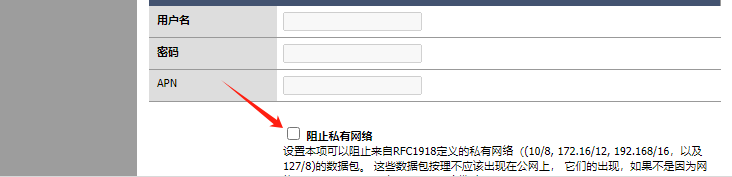 用户名
密码
APN
阻止私有网络
设置本项可以阻止来自RFC1918定义的私有网络（(10/8, 172.16/12, 192.168/16，以及
127/8)的数据包。 这些数据包按理不应该出现在公网上， 它们的出现，如果不是因为网